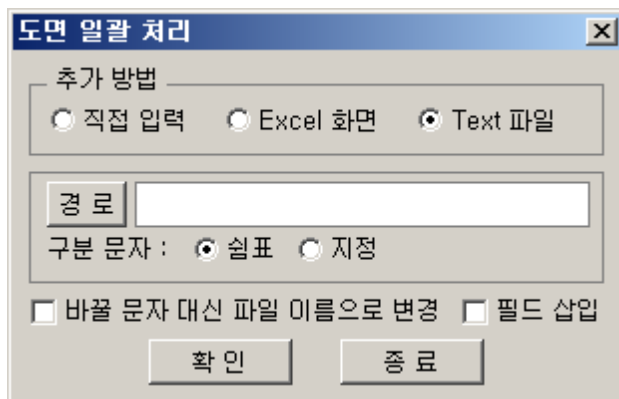 도면 일괄 처리
추가 방법
직접 입력 Excel 화면 Text 파일
경 로
구분 문자 : 쉼표 지정
바꿀 문자 대신 파일 이름으로 변경 필드 삽입
확 인 종 료